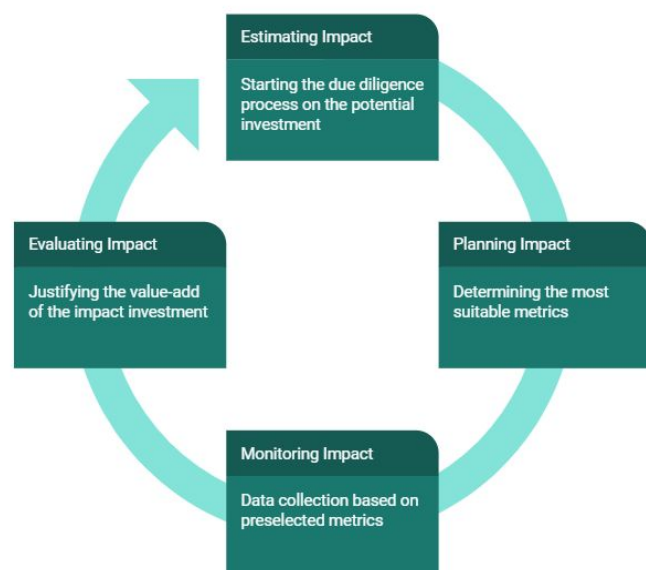 Estimating Impact
Starting the due diligence
process on the potential
investment
Planning Impact
Determining the most
suitable metrics
Monitoring Impact
Data collection based on
preselected metrics
Evaluating Impact
Justifying the value-add
of the impact investment